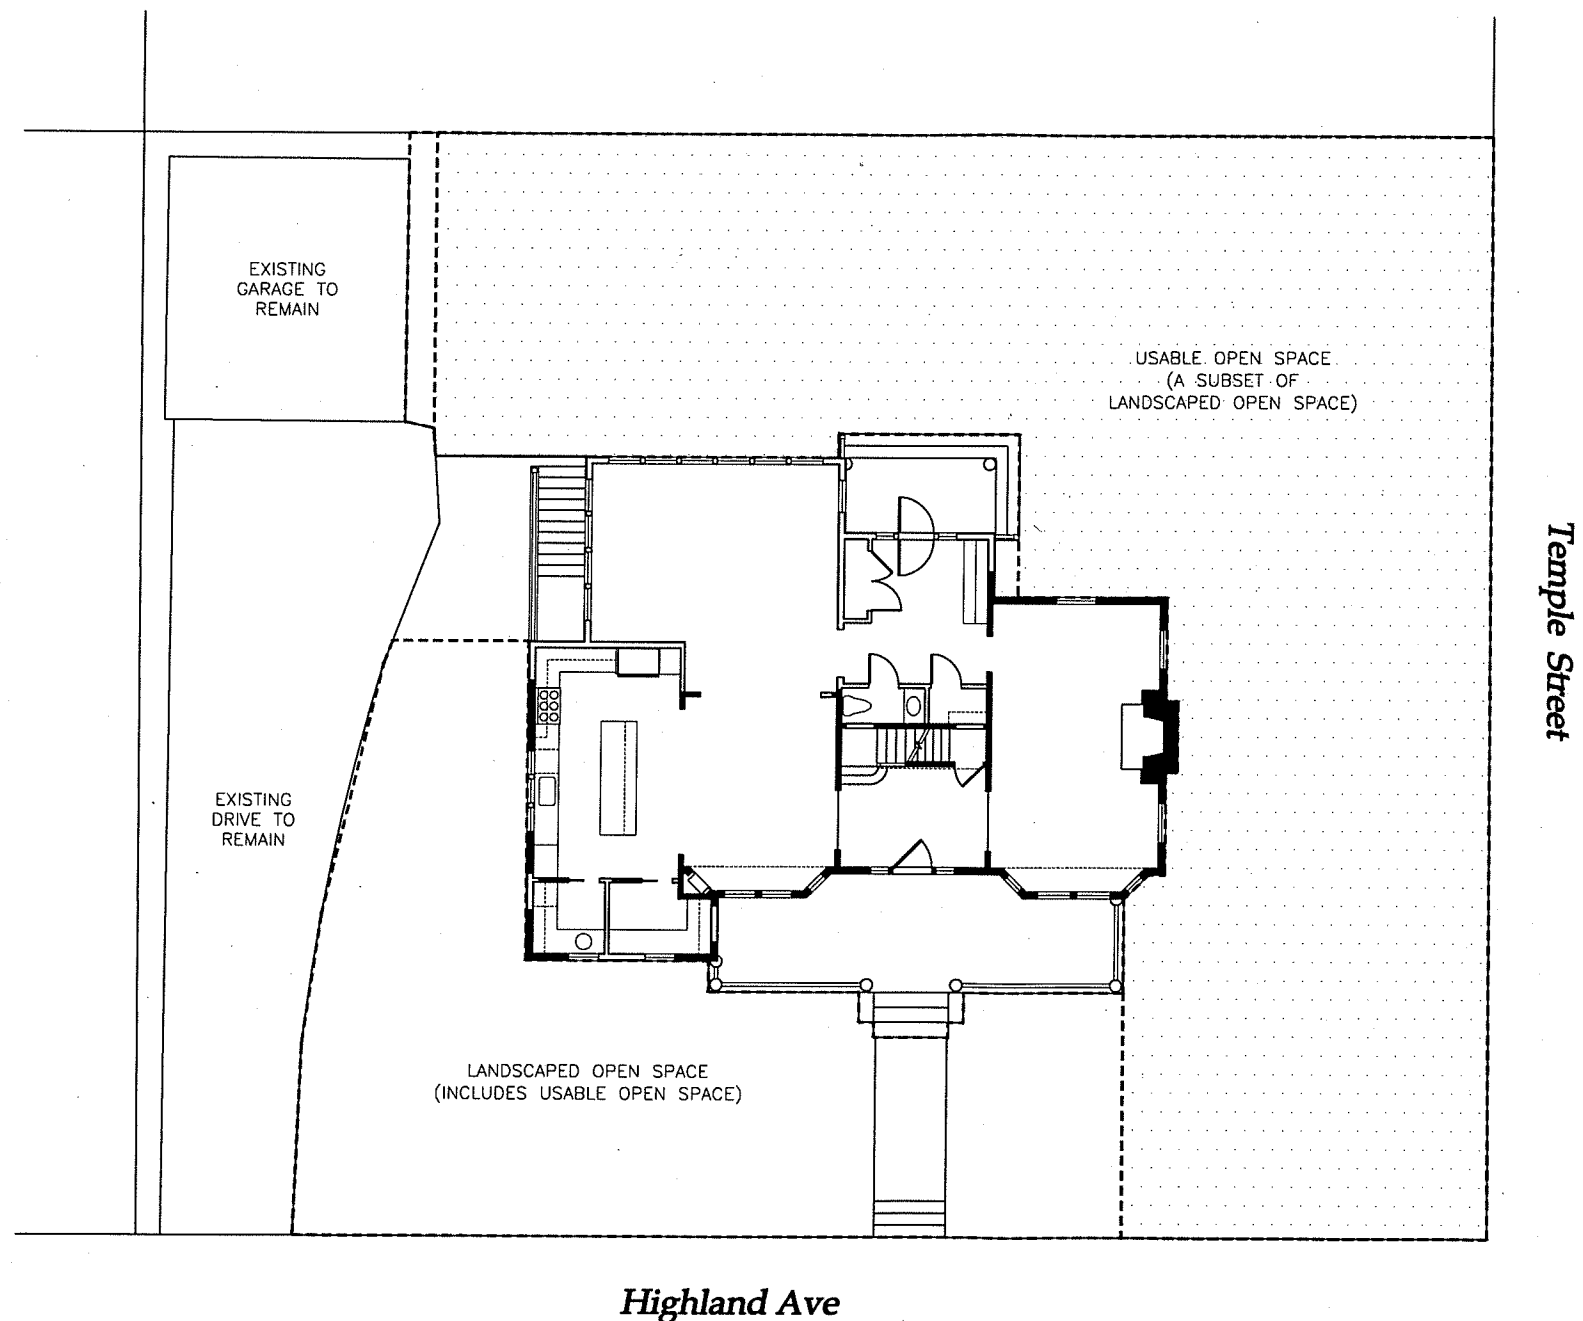 EXISTING
GARAGE TO
REMAIN
USABLE OPEN SPACE
(A SUBSET OF
LANDSCAPED OPEN SPACE)
Temple Street
EXISTING
DRIVE TO
REMAIN
LANDSCAPED OPEN SPACE
(INCLUDES USABLE OPEN SPACE)
Highland Ave